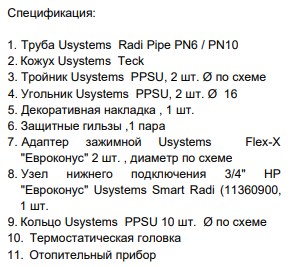 Спецификация:
1. Труба Usystems Radi Pipe PN6 / PN10
2. Кожух Usystems Teck
3. Тройник Usystems PPSU, 2 шт. Ø по схеме
4. Угольник Usystems PPSU, 2 шт. Ø 16
5. Декоративная накладка , 1 шт.
6. Защитные гильзы ,1 пара
7. Адаптер зажимной Usystems Flex-X
"Евроконус" 2 шт. , диаметр по схеме
8. Узел нижнего подключения 3/4" НР
"Евроконус" Usystems Smart Radi (11360900,
1 шт.
9. Кольцо Usystems PPSU 10 шт. Ø по схеме
10. Термостатическая головка
11. Отопительный прибор